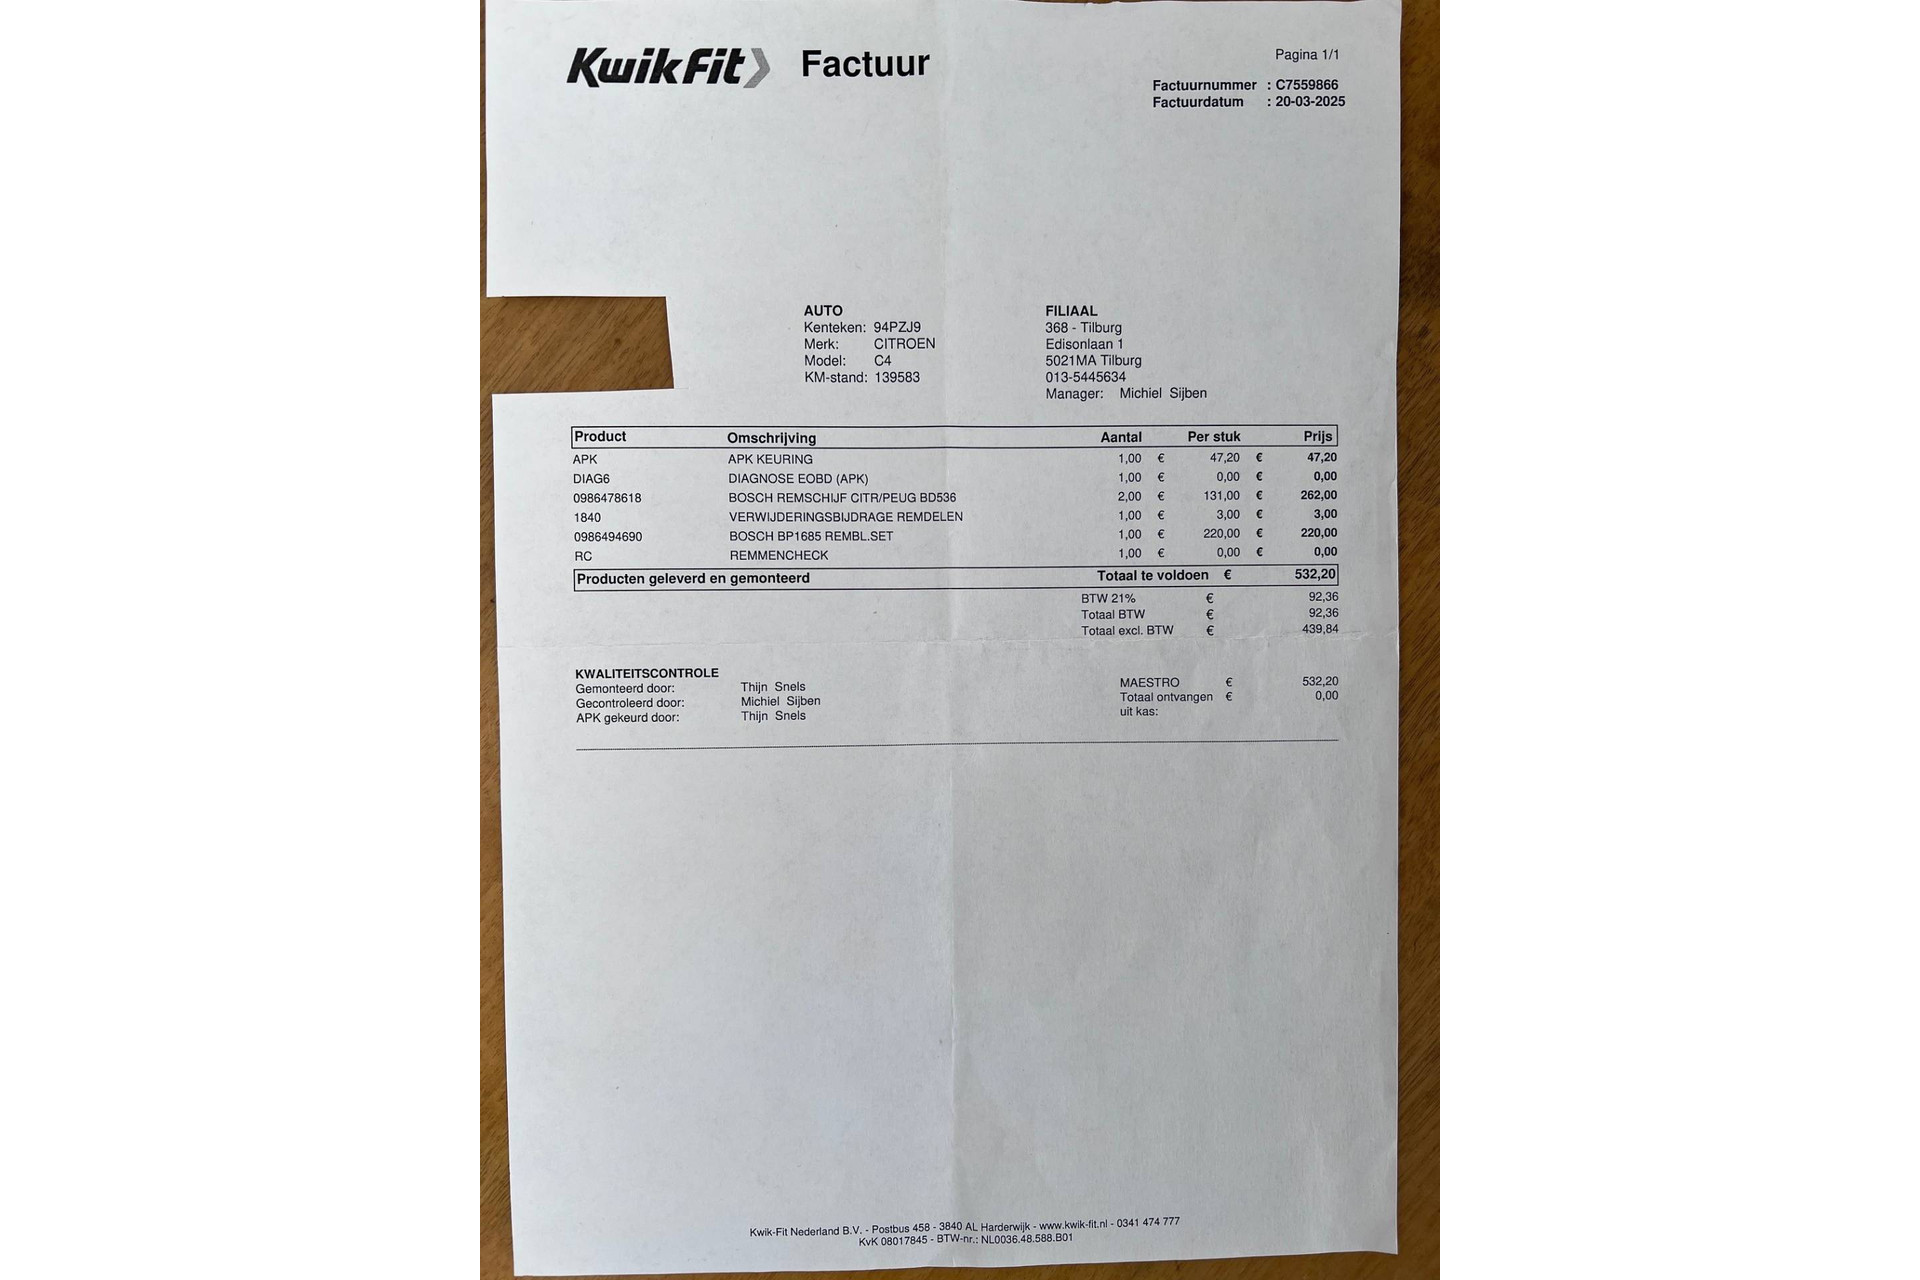 KwikFit Factuur
Pagina 1/1
Factuurnummer : C7559866
Factuurdatum : 20-03-2025
AUTO
Kenteken: 94PZJ9
Merk: CITROEN
Model: C4
KM-stand: 139583
FILIAAL
368 - Tilburg
Edisonlaan 1
5021MA Tilburg
013-5445634
Manager: Michiel Sijben
Product Omschrijving Aantal Per stuk Prijs
APK APK KEURING 1,00 € 47,20 € 47,20
DIAG6 DIAGNOSE EOBD (APK) 1,00 € 0,00 € 0,00
0986478618 BOSCH REMSCHIJF CITR/PEUG BD536 2,00 € 131,00 € 262,00
1840 VERWIJDERINGSBIJDRAGE REMDELEN 1,00 € 3,00 € 3,00
0986494690 BOSCH BP1685 REMBL.SET 1,00 € 220,00 € 220,00
RC REMMENCHECK 1,00 € 0,00 € 0,00
Producten geleverd en gemonteerd Totaal te voldoen € 532,20
BTW 21% € 92,36
Totaal BTW € 92,36
Totaal excl. BTW € 439,84
KWALITEITSCONTROLE
Gemonteerd door: Thijn Snels
Gecontroleerd door: Michiel Sijben
APK gekeurd door: Thijn Snels
MAESTRO € 532,20
Totaal ontvangen € 0,00
uit kas:
Kwik-Fit Nederland B.V. - Postbus 458 - 3840 AL Harderwijk - www.kwik-fit.nl - 0341 474 777
KvK 08017845 - BTW-nr.: NL0036.48.588.B01